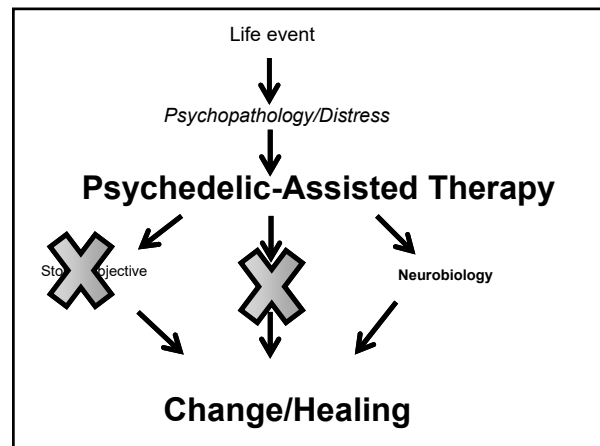 Life event
Psychopathology/Distress
Psychedelic-Assisted Therapy
Neurobiology
Change/Healing